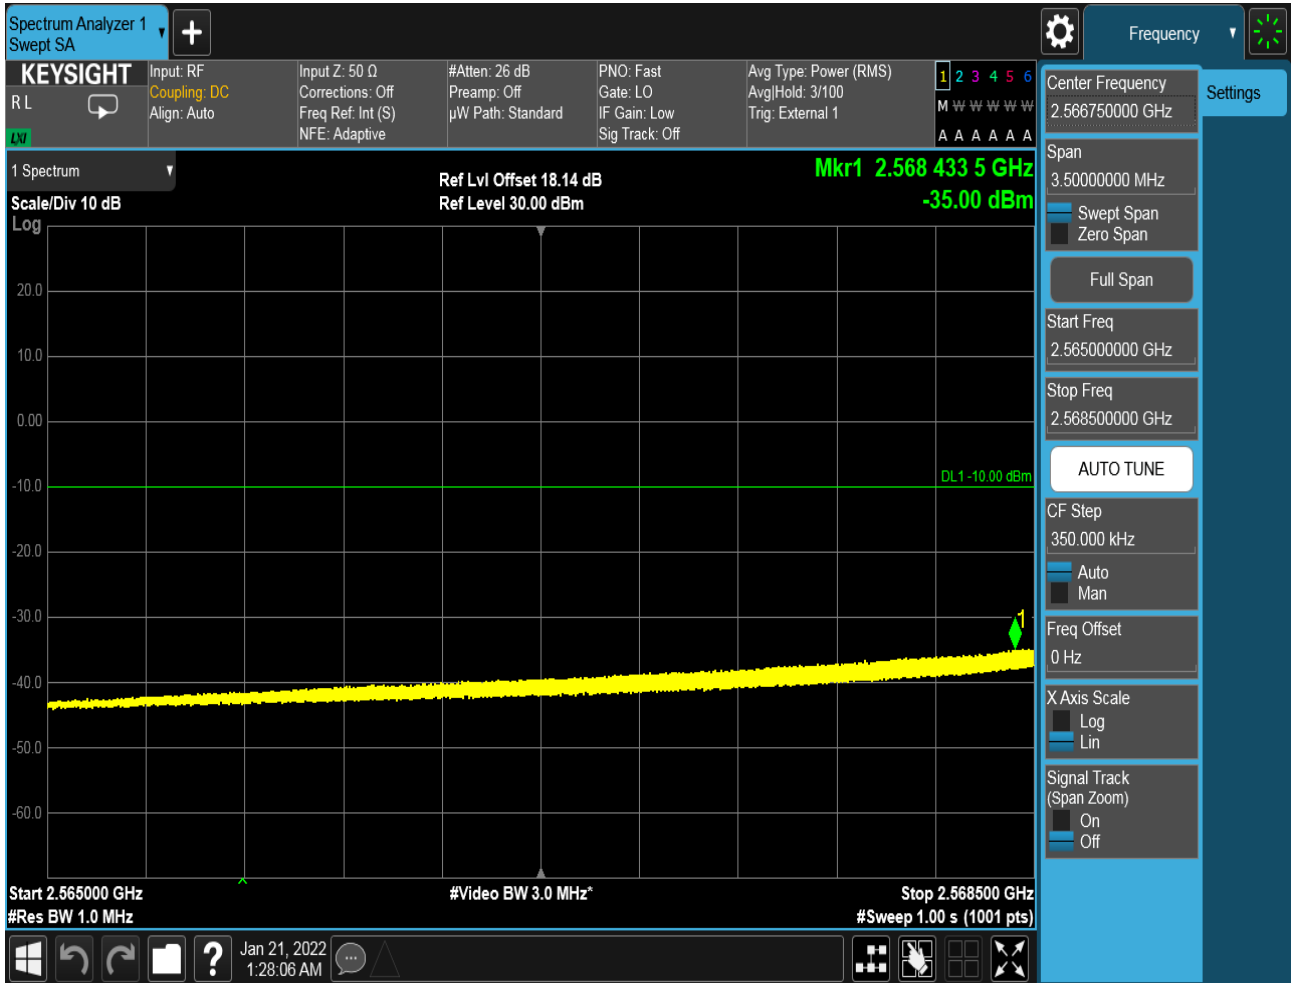 Spectrum Analyzer 1
Swept SA
Frequency
KEYSIGHT
R L
LXI
Input: RF
Coupling: DC
Align: Auto
Input Z: 50 Ω
Corrections: Off
Freq Ref: Int (S)
NFE: Adaptive
#Atten: 26 dB
Preamp: Off
µW Path: Standard
PNO: Fast
Gate: LO
IF Gain: Low
Sig Track: Off
Avg Type: Power (RMS)
Avg|Hold: 3/100
Trig: External 1
1 2 3 4 5 6
M W W W W W
A A A A A A
1 Spectrum
Scale/Div 10 dB
Log
Ref Lvl Offset 18.14 dB
Ref Level 30.00 dBm
Mkr1 2.568 433 5 GHz
-35.00 dBm
20.0
10.0
0.00
-10.0
-20.0
-30.0
-40.0
-50.0
-60.0
DL1 -10.00 dBm
1
Start 2.565000 GHz
#Res BW 1.0 MHz
#Video BW 3.0 MHz*
Stop 2.568500 GHz
#Sweep 1.00 s (1001 pts)
Center Frequency
2.566750000 GHz
Settings
Span
3.50000000 MHz
Swept Span
Zero Span
Full Span
Start Freq
2.565000000 GHz
Stop Freq
2.568500000 GHz
AUTO TUNE
CF Step
350.000 kHz
Auto
Man
Freq Offset
0 Hz
X Axis Scale
Log
Lin
Signal Track
(Span Zoom)
On
Off
?
Jan 21, 2022
1:28:06 AM